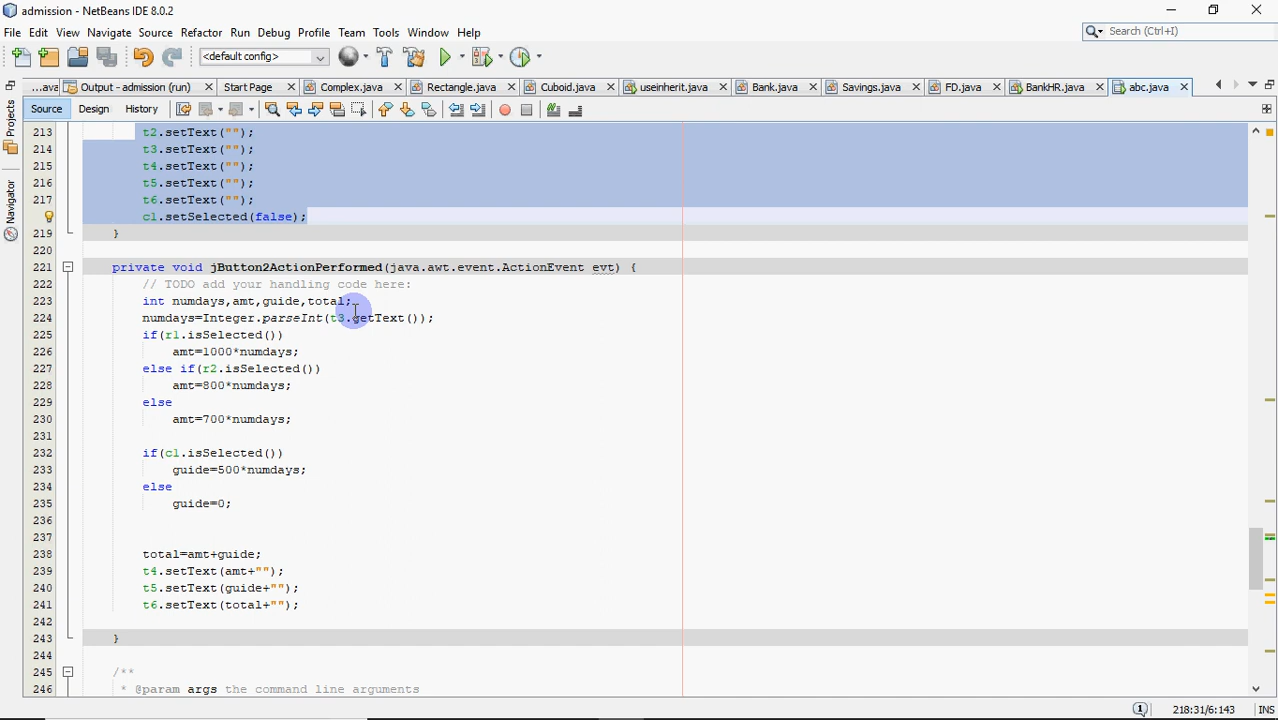 admission - NetBeans IDE 8.0.2
File Edit View Navigate Source Refactor Run Debug Profile Team Tools Window Help
Search (Ctrl+I)
<default config>
...ava Output - admission (run) Start Page Complex.java Rectangle.java Cuboid.java useinherit.java Bank.java Savings.java FD.java BankHR.java abc.java
Source Design History
Projects
Navigator
213 t2.setText("");
214 t3.setText("");
215 t4.setText("");
216 t5.setText("");
217 t6.setText("");
c1.setSelected(false);
219 }
220
221 private void jButton2ActionPerformed(java.awt.event.ActionEvent evt) {
222 // TODO add your handling code here:
223 int numdays,amt,guide,total;
224 numdays=Integer.parseInt(t3.getText());
225 if(r1.isSelected())
226 amt=1000*numdays;
227 else if(r2.isSelected())
228 amt=800*numdays;
229 else
230 amt=700*numdays;
231
232 if(c1.isSelected())
233 guide=500*numdays;
234 else
235 guide=0;
236
237
238 total=amt+guide;
239 t4.setText(amt+"");
240 t5.setText(guide+"");
241 t6.setText(total+"");
242
243 }
244
245 /**
246 * @param args the command line arguments
218:31/6:143 INS